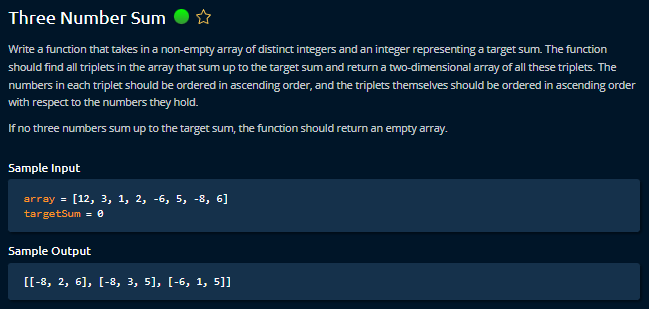 Three Number Sum
Write a function that takes in a non-empty array of distinct integers and an integer representing a target sum. The function
should find all triplets in the array that sum up to the target sum and return a two-dimensional array of all these triplets. The
numbers in each triplet should be ordered in ascending order, and the triplets themselves should be ordered in ascending order
with respect to the numbers they hold.
If no three numbers sum up to the target sum, the function should return an empty array.
Sample Input
array = [12, 3, 1, 2, -6, 5, -8, 6]
targetSum = 0
Sample Output
[[-8, 2, 6], [-8, 3, 5], [-6, 1, 5]]